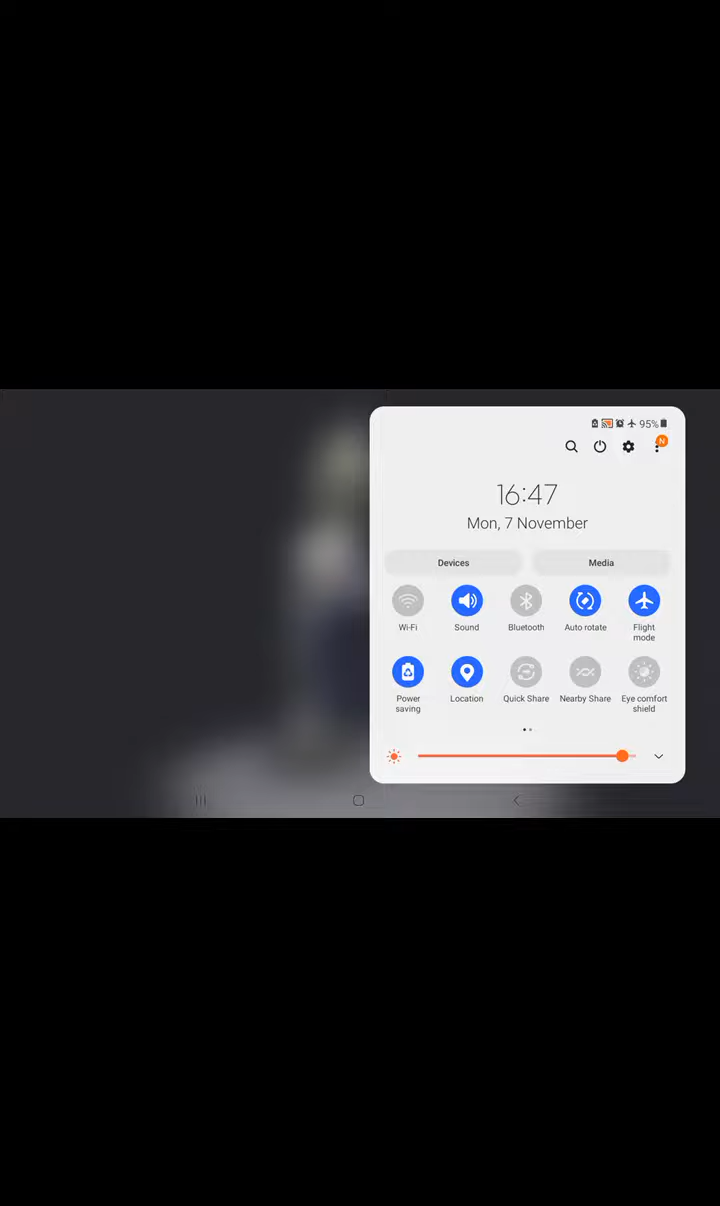 95%
N
16:47
Mon, 7 November
Devices Media
Wi-Fi Sound Bluetooth Auto rotate Flight
mode
Power Location Quick Share Nearby Share Eye comfort
saving shield